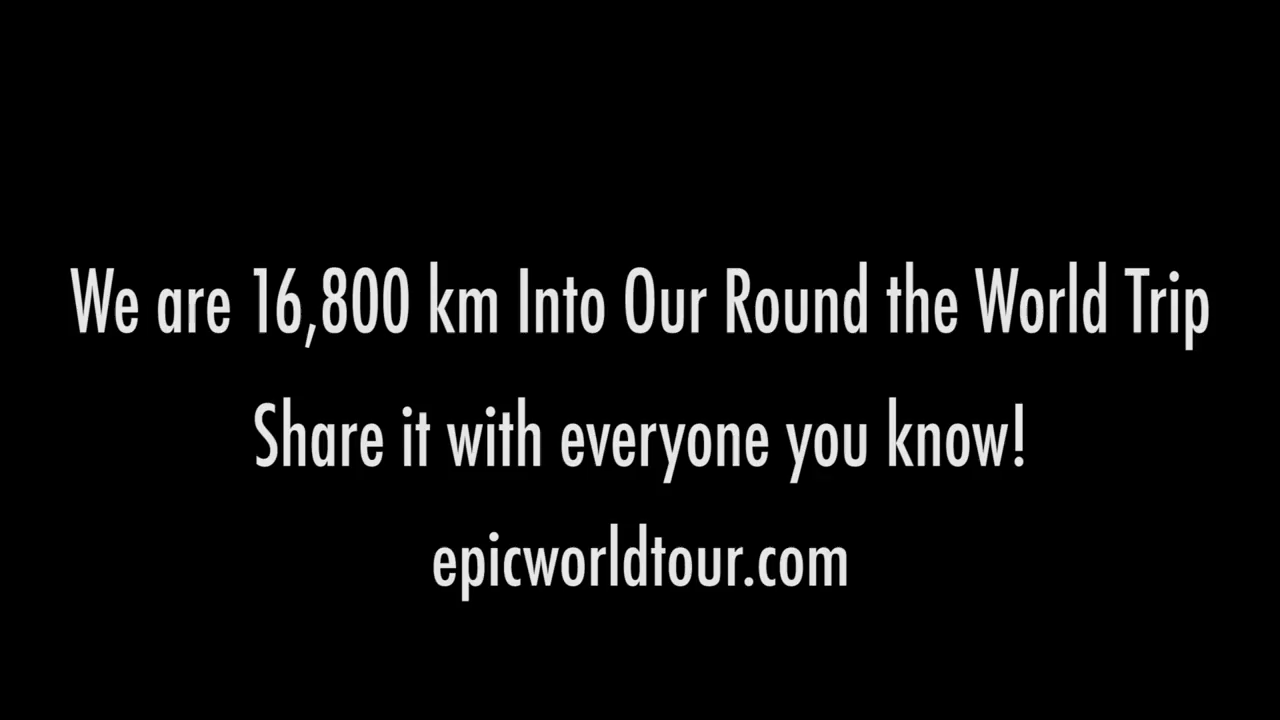 We are 16,800 km Into Our Round the World Trip
Share it with everyone you know!
epicworldtour.com